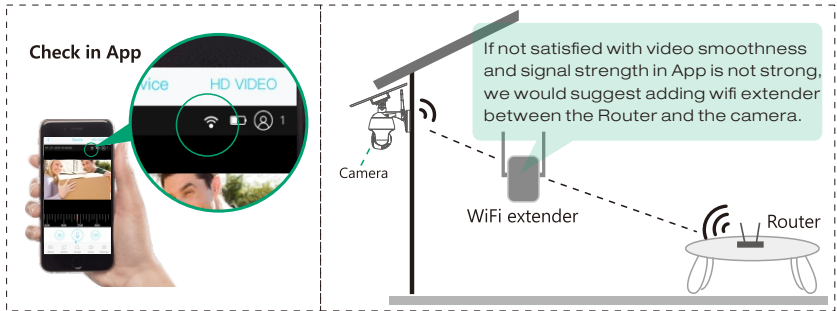 Check in App
vice HD VIDEO
1
If not satisfied with video smoothness
and signal strength in App is not strong,
we would suggest adding wifi extender
between the Router and the camera.
Camera
WiFi extender
Router